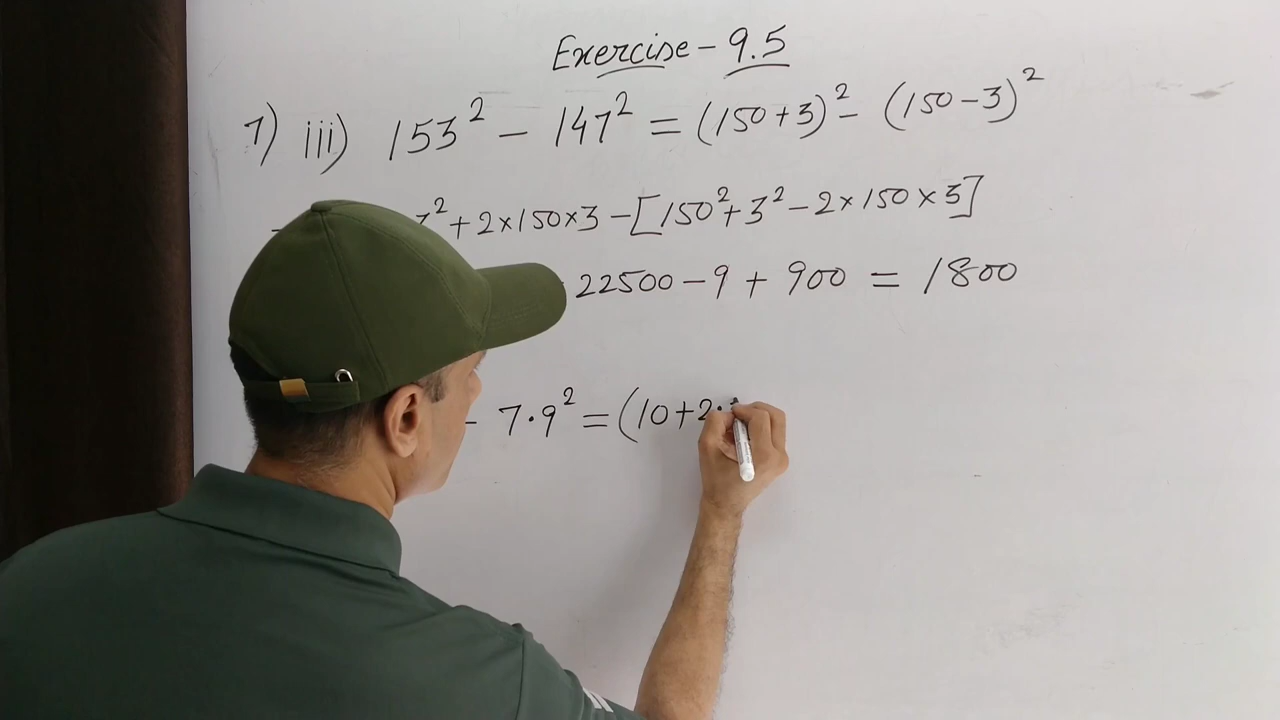 Exercise - 9.5
7) iii) 153² - 147² = (150+3)² - (150-3)²
² + 2×150×3 - [150² + 3² - 2×150×3]
22500 - 9 + 900 = 1800
- 7·9² = (10+2·